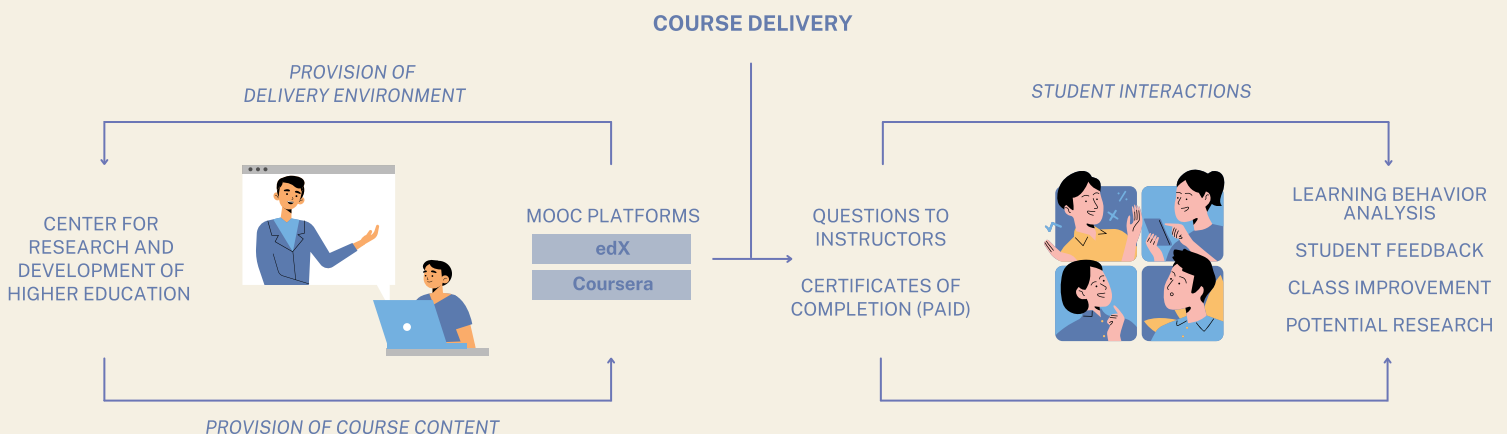 COURSE DELIVERY
PROVISION OF
DELIVERY ENVIRONMENT
STUDENT INTERACTIONS
CENTER FOR
RESEARCH AND
DEVELOPMENT OF
HIGHER EDUCATION
MOOC PLATFORMS
edX
Coursera
QUESTIONS TO
INSTRUCTORS
CERTIFICATES OF
COMPLETION (PAID)
LEARNING BEHAVIOR
ANALYSIS
STUDENT FEEDBACK
CLASS IMPROVEMENT
POTENTIAL RESEARCH
PROVISION OF COURSE CONTENT